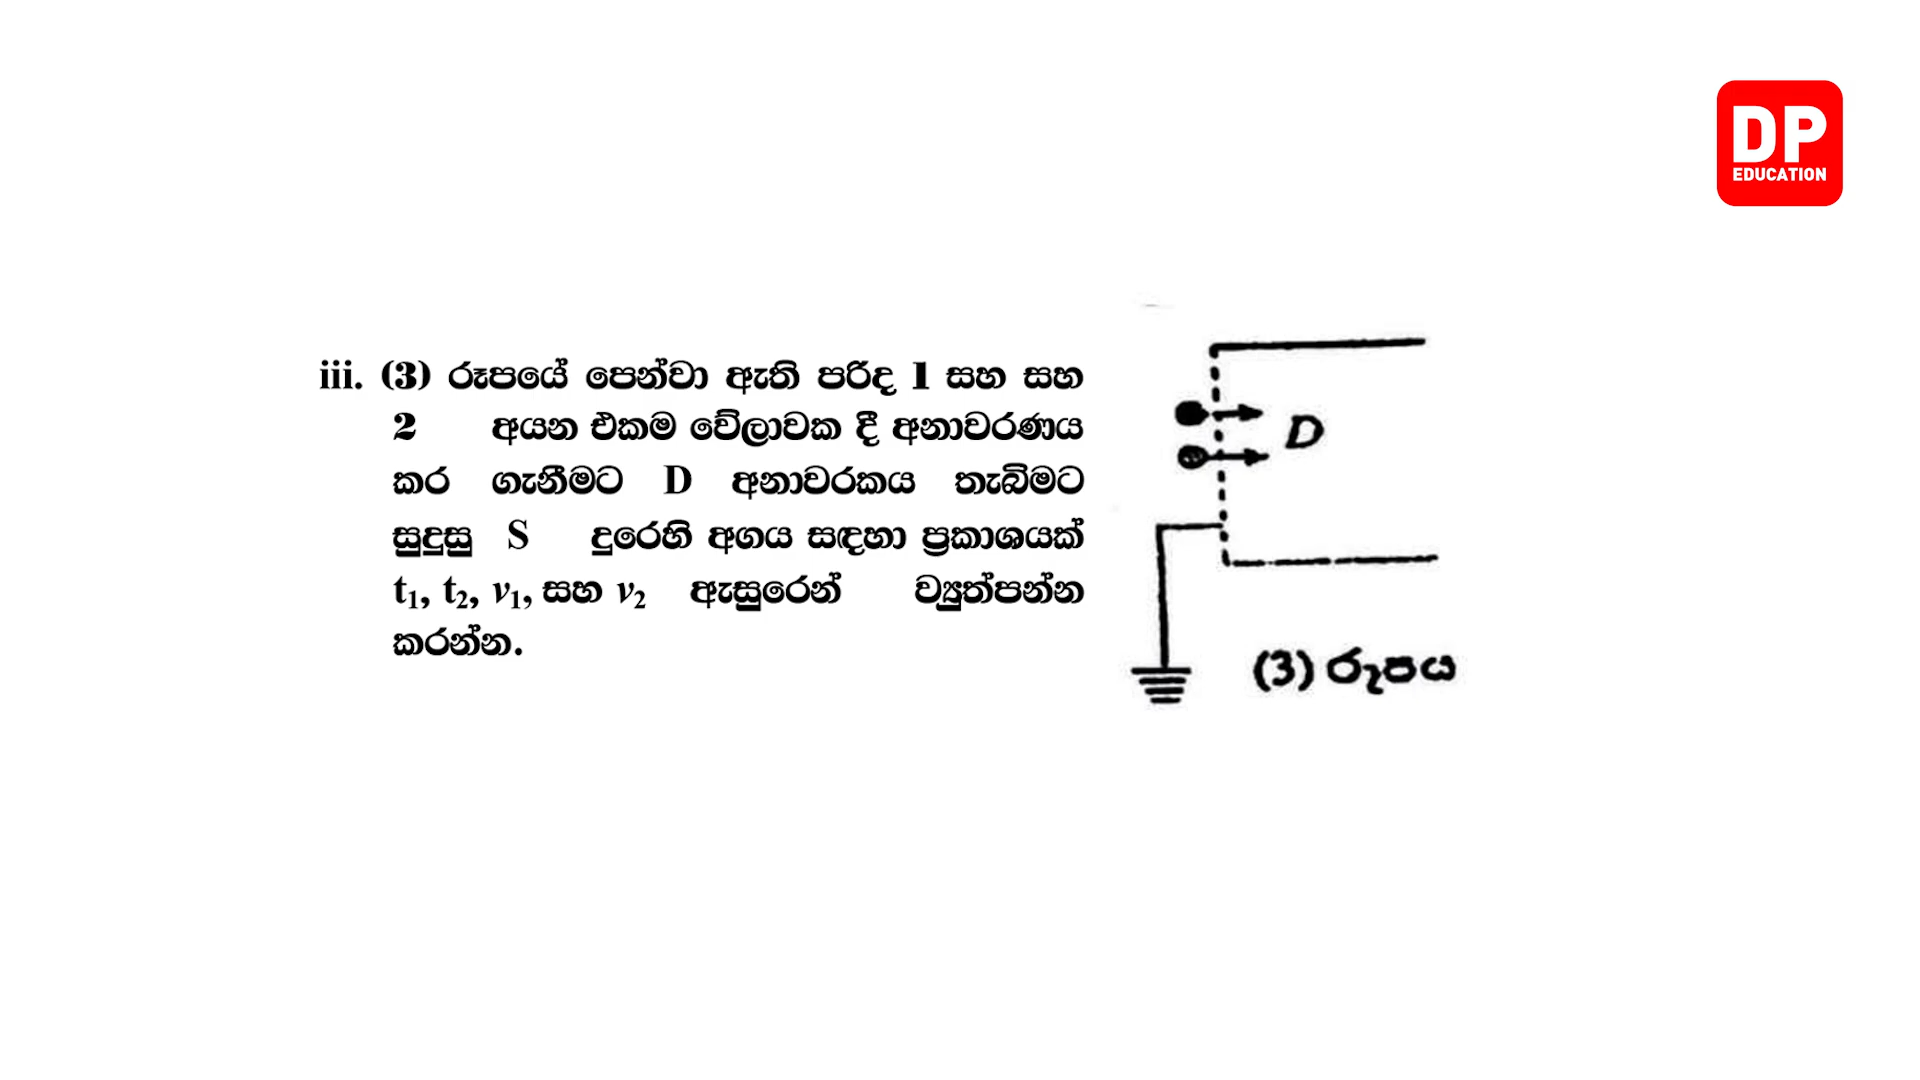 DP
EDUCATION
iii. (3) රූපයේ පෙන්වා ඇති පරිදි 1 සහ සහ
2 අයන එකම වේලාවක දී අනාවරණය
කර ගැනීමට D අනාවරකය තැබිමට
සුදුසු S දුරෙහි අගය සඳහා ප්‍රකාශයක්
t₁, t₂, v₁, සහ v₂ ඇසුරෙන් ව්‍යුත්පන්න
කරන්න.
D
(3) රූපය